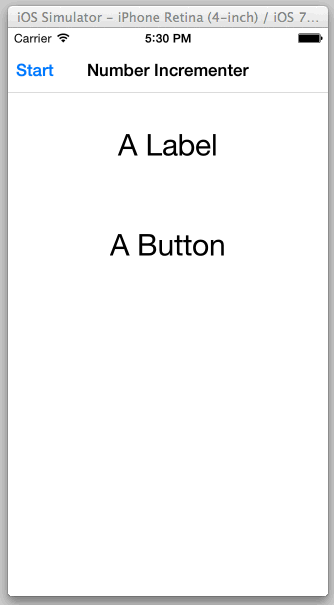 iOS Simulator - iPhone Retina (4-inch) / iOS 7...
Carrier 5:30 PM
Start Number Incrementer
A Label
A Button